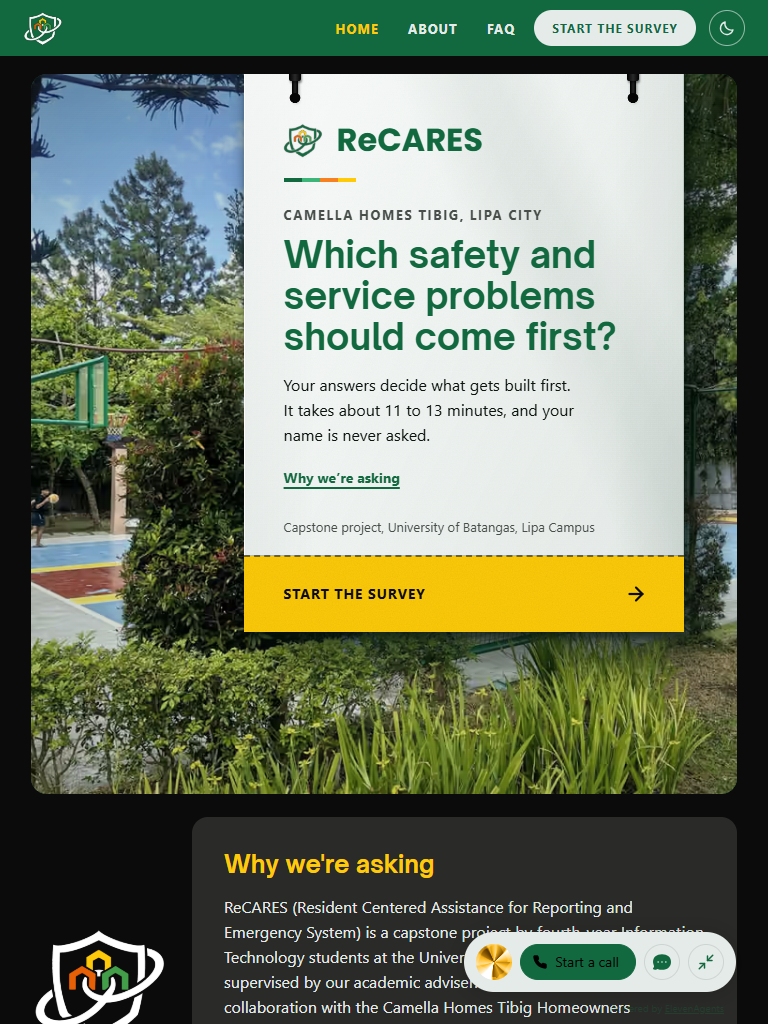 HOME
ABOUT
FAQ
START THE SURVEY
ReCARES
CAMELLA HOMES TIBIG, LIPA CITY
Which safety and
service problems
should come first?
Your answers decide what gets built first.
It takes about 11 to 13 minutes, and your
name is never asked.
Why we’re asking
Capstone project, University of Batangas, Lipa Campus
START THE SURVEY
Why we're asking
ReCARES (Resident Centered Assistance for Reporting and
Emergency System) is a capstone project by fourth-year Information
Technology students at the Univer
supervised by our academic adviser
collaboration with the Camella Homes Tibig Homeowners
Start a call